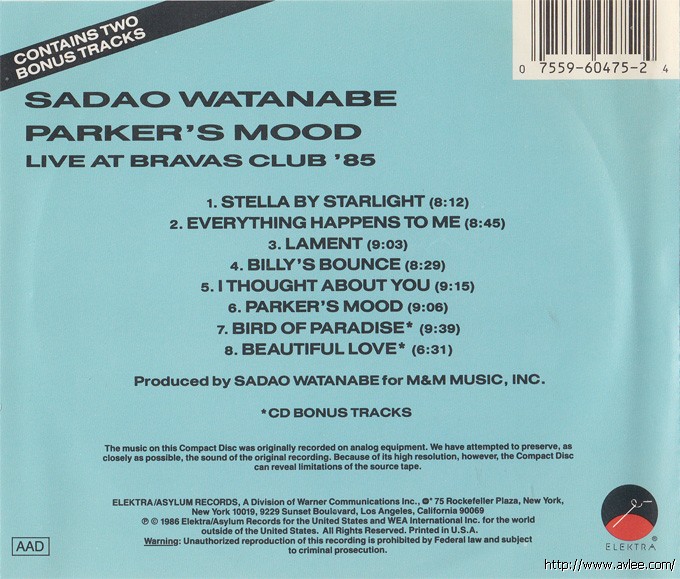 CONTAINS TWO
BONUS TRACKS
0 7559-60475-2 4
SADAO WATANABE
PARKER'S MOOD
LIVE AT BRAVAS CLUB '85
1. STELLA BY STARLIGHT (8:12)
2. EVERYTHING HAPPENS TO ME (8:45)
3. LAMENT (9:03)
4. BILLY'S BOUNCE (8:29)
5. I THOUGHT ABOUT YOU (9:15)
6. PARKER'S MOOD (9:06)
7. BIRD OF PARADISE* (9:39)
8. BEAUTIFUL LOVE* (6:31)
Produced by SADAO WATANABE for M&M MUSIC, INC.
*CD BONUS TRACKS
The music on this Compact Disc was originally recorded on analog equipment. We have attempted to preserve, as
closely as possible, the sound of the original recording. Because of its high resolution, however, the Compact Disc
can reveal limitations of the source tape.
ELEKTRA/ASYLUM RECORDS, A Division of Warner Communications Inc., 75 Rockefeller Plaza, New York,
New York 10019, 9229 Sunset Boulevard, Los Angeles, California 90069
℗ © 1986 Elektra/Asylum Records for the United States and WEA International Inc. for the world
outside of the United States. All Rights Reserved. Printed in U.S.A.
Warning: Unauthorized reproduction of this recording is prohibited by Federal law and subject
to criminal prosecution.
AAD
ELEKTRA
http://www.avlee.com/